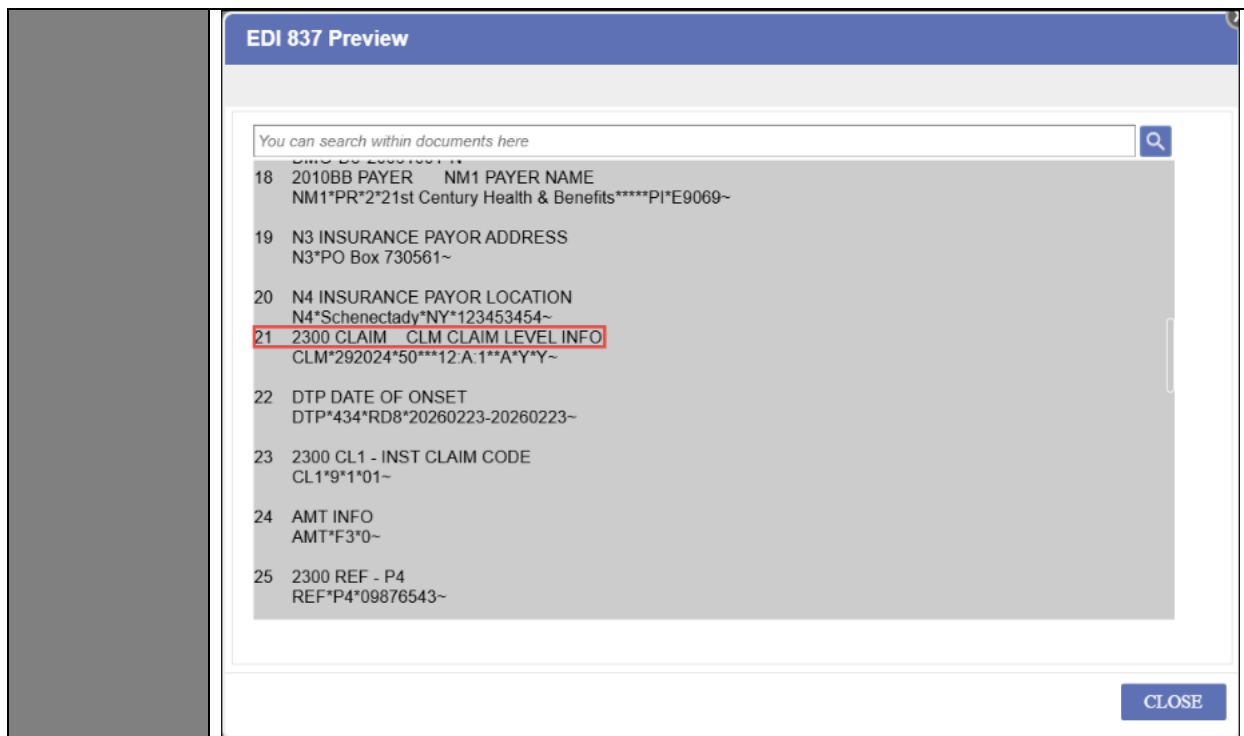 EDI 837 Preview
You can search within documents here
18 2010BB PAYER NM1 PAYER NAME
NM1*PR*2*21st Century Health & Benefits*****PI*E9069~
19 N3 INSURANCE PAYOR ADDRESS
N3*PO Box 730561~
20 N4 INSURANCE PAYOR LOCATION
N4*Schenectady*NY*123453454~
21 2300 CLAIM CLM CLAIM LEVEL INFO
CLM*292024*50***12:A:1**A*Y*Y~
22 DTP DATE OF ONSET
DTP*434*RD8*20260223-20260223~
23 2300 CL1 - INST CLAIM CODE
CL1*9*1*01~
24 AMT INFO
AMT*F3*0~
25 2300 REF - P4
REF*P4*09876543~
CLOSE